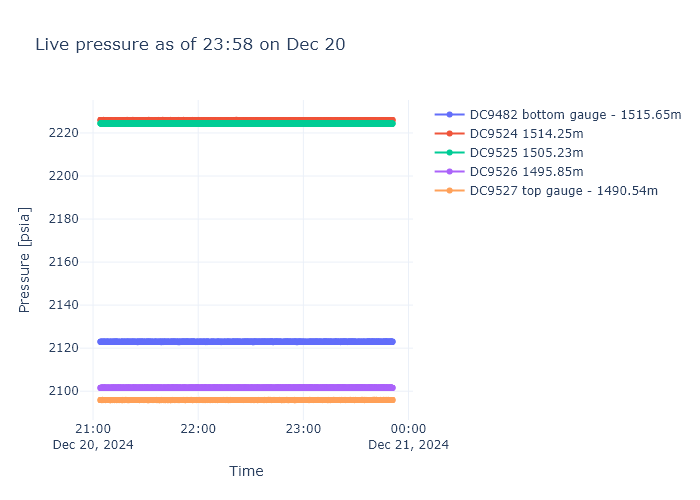 Live pressure as of 23:58 on Dec 20
DC9482 bottom gauge - 1515.65m
DC9524 1514.25m
DC9525 1505.23m
DC9526 1495.85m
DC9527 top gauge - 1490.54m
Pressure [psia]
2220
2200
2180
2160
2140
2120
2100
21:00 22:00 23:00 00:00
Dec 20, 2024 Dec 21, 2024
Time